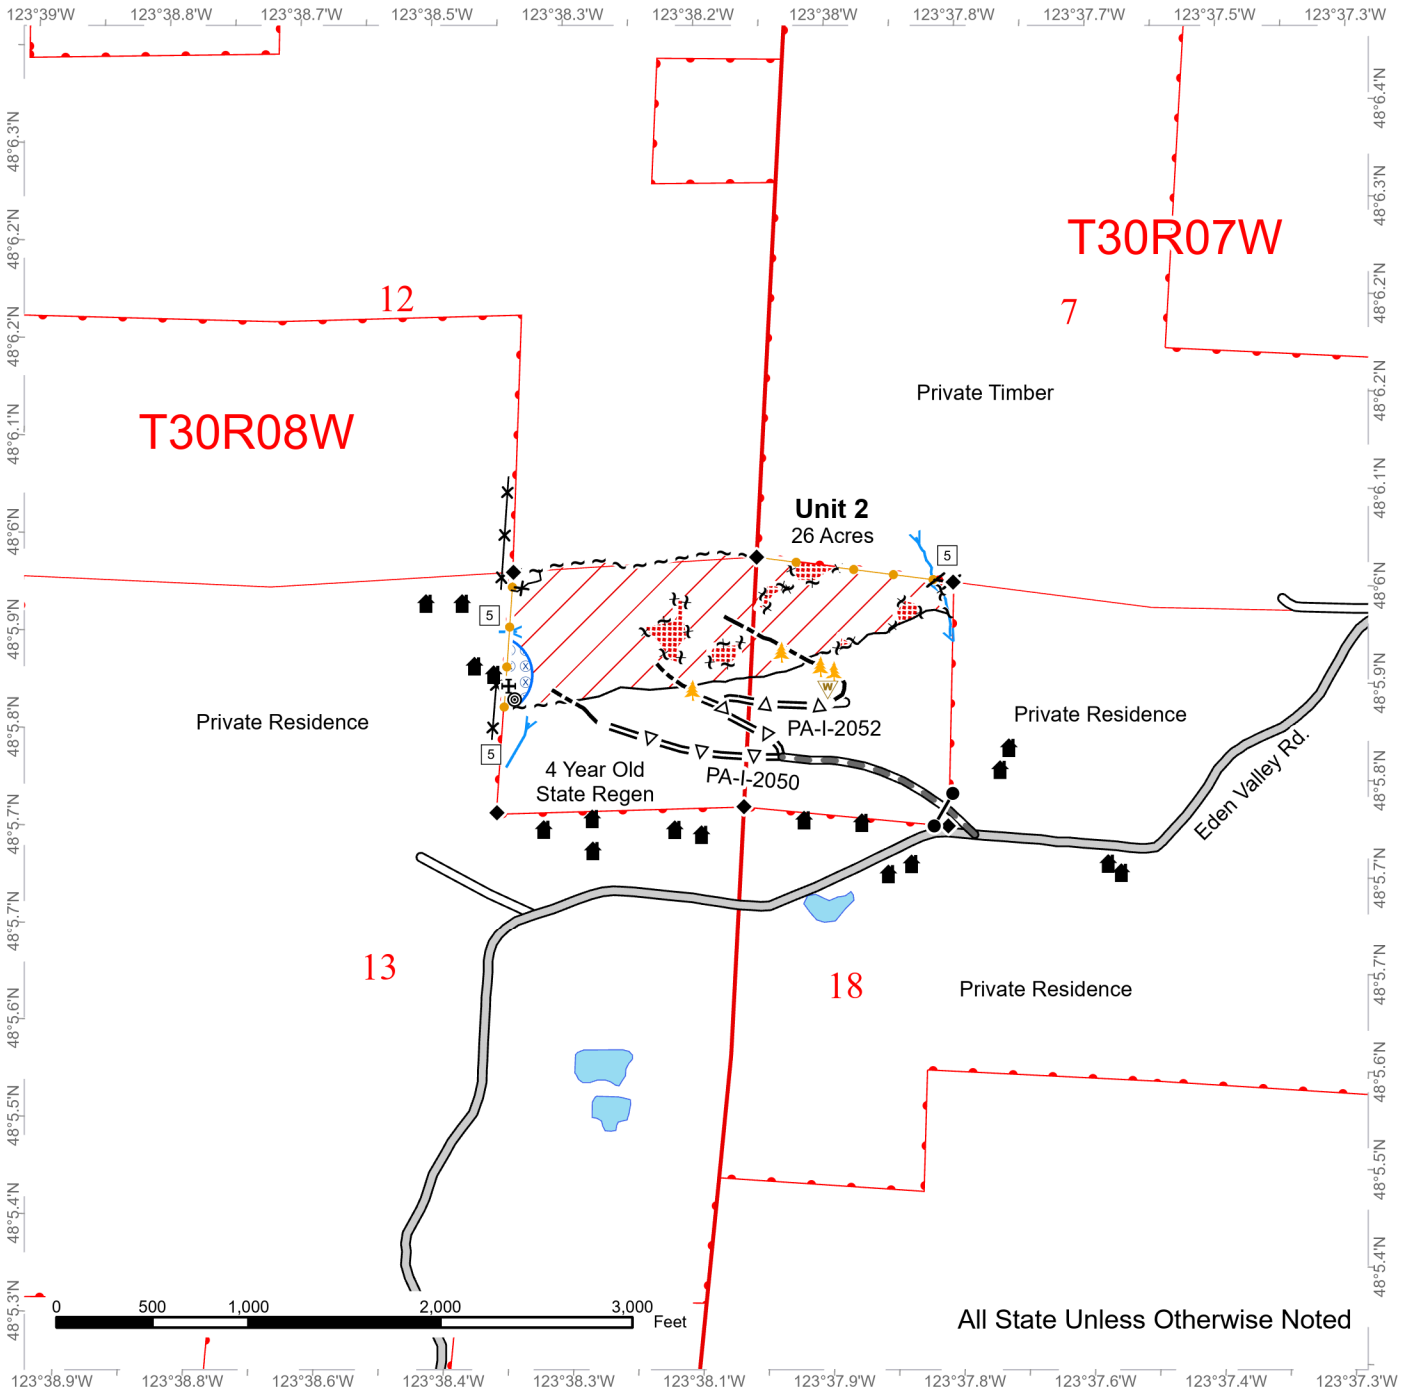 123°39'W 123°38.8'W 123°38.7'W 123°38.5'W 123°38.3'W 123°38.2'W 123°38'W 123°37.8'W 123°37.7'W 123°37.5'W 123°37.3'W
48°6.3'N
48°6.2'N
48°6.2'N
48°6.1'N
48°6'N
48°5.9'N
48°5.8'N
48°5.7'N
48°5.7'N
48°5.6'N
48°5.5'N
48°5.4'N
48°5.3'N
48°6.4'N
48°6.3'N
48°6.2'N
48°6.2'N
48°6.1'N
48°6'N
48°5.9'N
48°5.8'N
48°5.7'N
48°5.7'N
48°5.6'N
48°5.5'N
48°5.4'N
T30R07W
12
7
Private Timber
T30R08W
Unit 2
26 Acres
5
5
W
Private Residence
Private Residence
PA-I-2052
5
Eden Valley Rd.
4 Year Old
State Regen
PA-I-2050
13
18
Private Residence
0 500 1,000 2,000 3,000
Feet
All State Unless Otherwise Noted
123°38.9'W 123°38.8'W 123°38.6'W 123°38.4'W 123°38.3'W 123°38.1'W 123°37.9'W 123°37.8'W 123°37.6'W 123°37.4'W 123°37.3'W